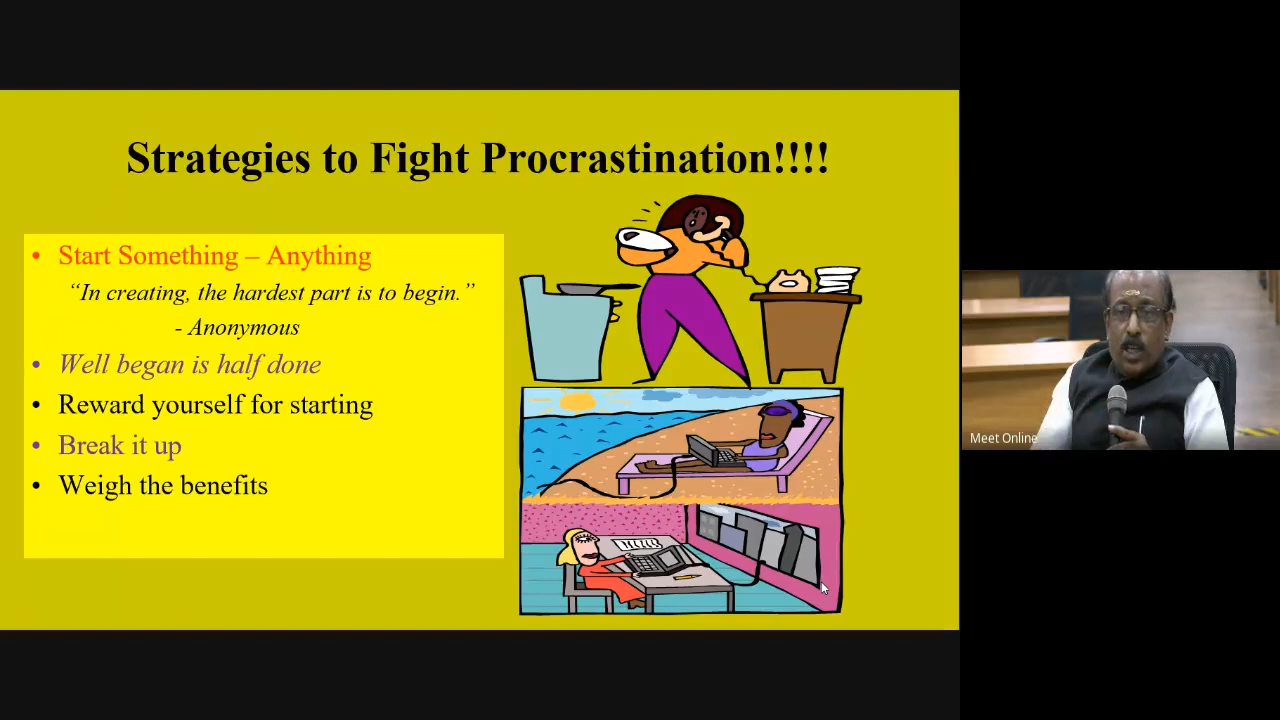 Strategies to Fight Procrastination!!!!
• Start Something – Anything
“In creating, the hardest part is to begin.”
- Anonymous
• Well began is half done
• Reward yourself for starting
• Break it up
• Weigh the benefits
Meet Online